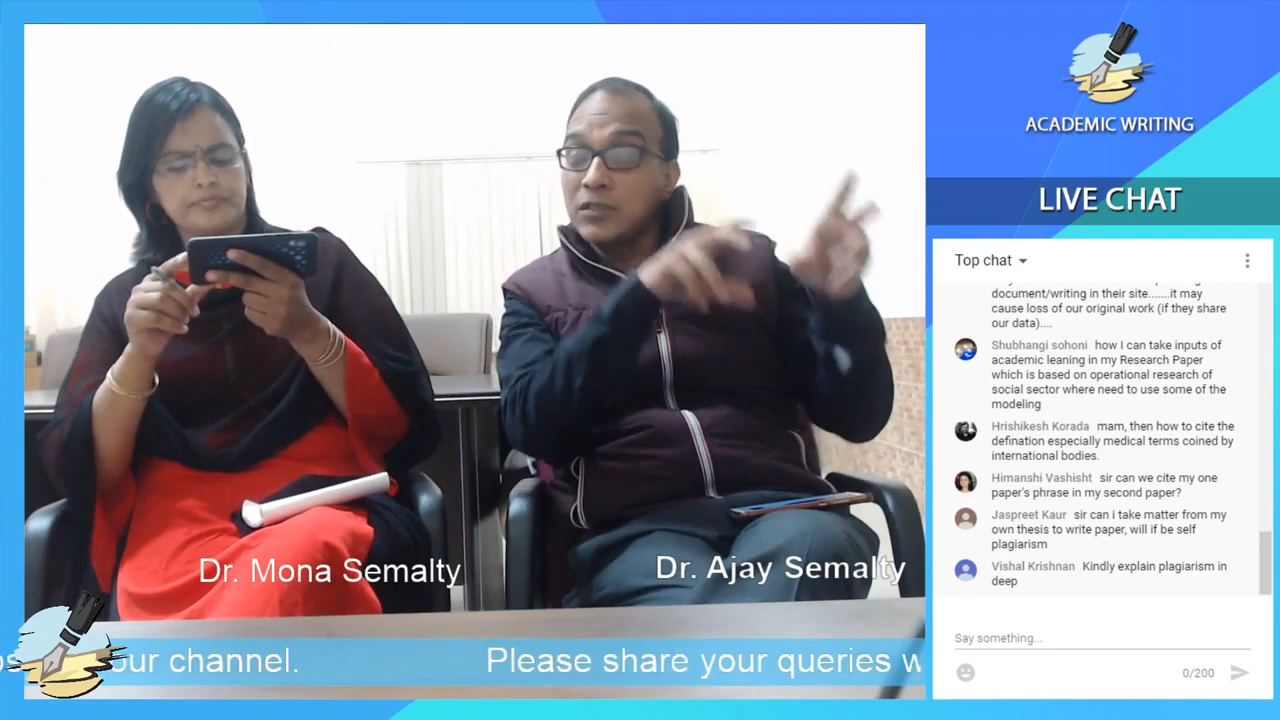 Dr. Mona Semalty
Dr. Ajay Semalty
our channel.
Please share your queries
ACADEMIC WRITING
LIVE CHAT
Top chat
document/writing in their site.......it may
cause loss of our original work (if they share
our data)....
Shubhangi sohoni how I can take inputs of
academic leaning in my Research Paper
which is based on operational research of
social sector where need to use some of the
modeling
Hrishikesh Korada mam, then how to cite the
defination especially medical terms coined by
international bodies.
Himanshi Vashisht sir can we cite my one
paper's phrase in my second paper?
Jaspreet Kaur sir can i take matter from my
own thesis to write paper, will if be self
plagiarism
Vishal Krishnan Kindly explain plagiarism in
deep
Say something...
0/200